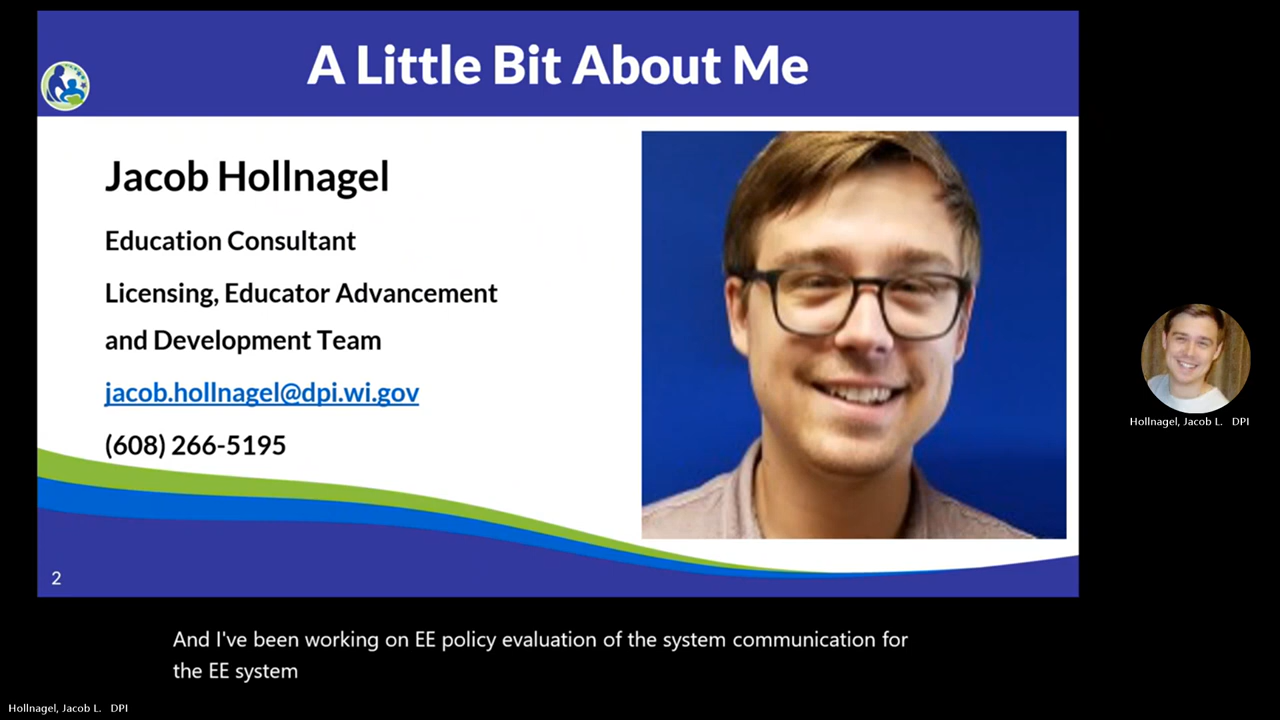 A Little Bit About Me
Jacob Hollnagel
Education Consultant
Licensing, Educator Advancement
and Development Team
jacob.hollnagel@dpi.wi.gov
(608) 266-5195
2
Hollnagel, Jacob L. DPI
And I've been working on EE policy evaluation of the system communication for
the EE system
Hollnagel, Jacob L. DPI